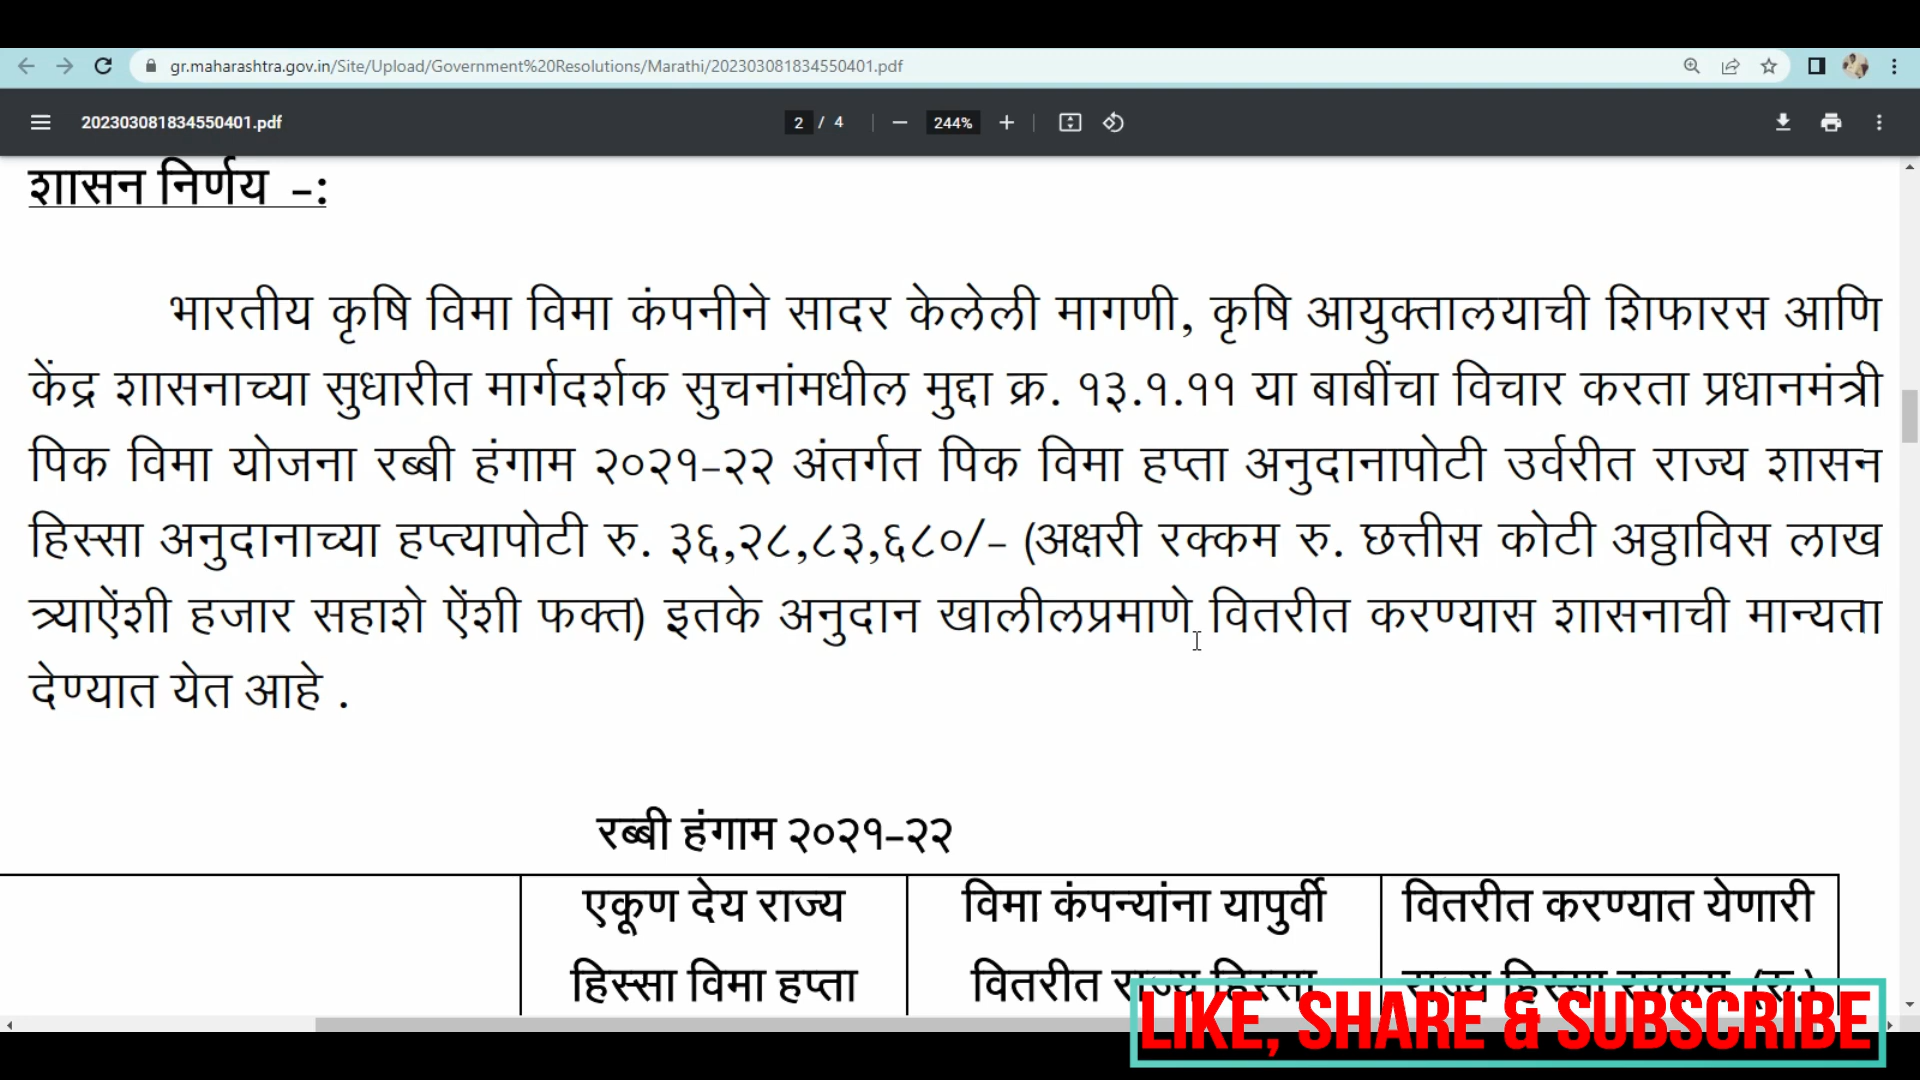 gr.maharashtra.gov.in/Site/Upload/Government%20Resolutions/Marathi/202303081834550401.pdf
202303081834550401.pdf
2 / 4
244%
शासन निर्णय -:
भारतीय कृषि विमा विमा कंपनीने सादर केलेली मागणी, कृषि आयुक्तालयाची शिफारस आणि
केंद्र शासनाच्या सुधारीत मार्गदर्शक सुचनांमधील मुद्दा क्र. १३.१.११ या बाबींचा विचार करता प्रधानमंत्री
पिक विमा योजना रब्बी हंगाम २०२१-२२ अंतर्गत पिक विमा हप्ता अनुदानापोटी उर्वरीत राज्य शासन
हिस्सा अनुदानाच्या हप्त्यापोटी रु. ३६,२८,८३,६८०/- (अक्षरी रक्कम रु. छत्तीस कोटी अठ्ठाविस लाख
त्र्याऐंशी हजार सहाशे ऐंशी फक्त) इतके अनुदान खालीलप्रमाणे वितरीत करण्यास शासनाची मान्यता
देण्यात येत आहे .
रब्बी हंगाम २०२१-२२
एकूण देय राज्य
हिस्सा विमा हप्ता
विमा कंपन्यांना यापुर्वी
वितरीत राज्य हिस्सा
वितरीत करण्यात येणारी
राज्य हिस्सा रक्कम (रु.)
LIKE, SHARE & SUBSCRIBE